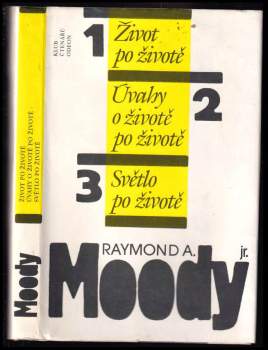 ŽIVOT PO ŽIVOTĚ
ÚVAHY O ŽIVOTĚ PO ŽIVOTĚ
SVĚTLO PO ŽIVOTĚ
Moody
KLUB
ČTENÁŘŮ
ODEON
1 Život
po životě
Úvahy 2
o životě
po životě
3 Světlo
po životě
RAYMOND A.
Moody jr.